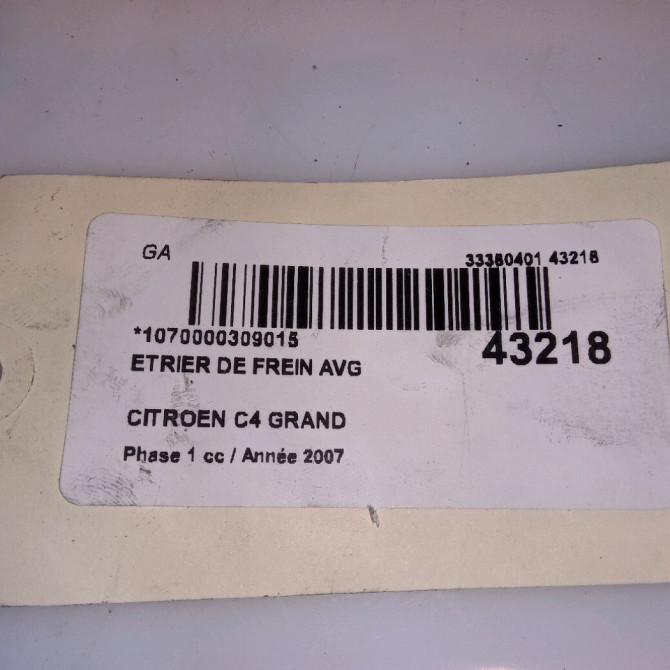 GA
33380401 43218
*1070000309015
43218
ETRIER DE FREIN AVG
CITROEN C4 GRAND
Phase 1 cc / Année 2007